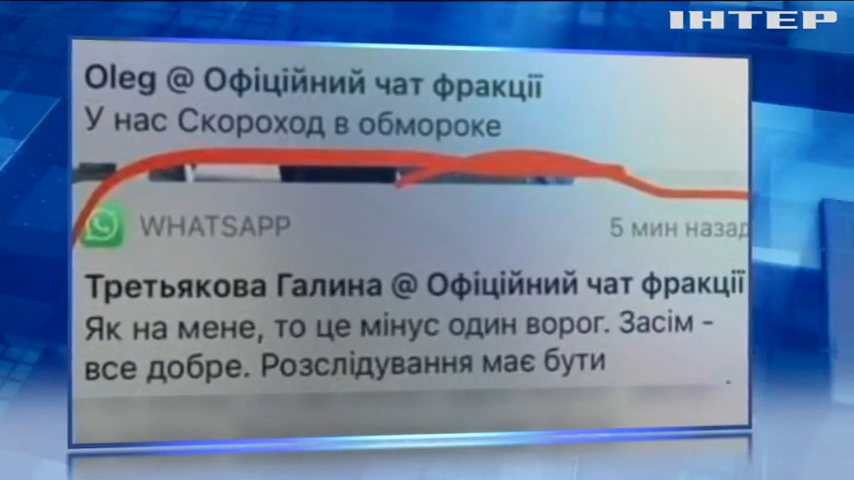 ІНТЕР
Oleg @ Офіційний чат фракції
У нас Скороход в обмороке
WHATSAPP
5 мин назад
Третьякова Галина @ Офіційний чат фракції
Як на мене, то це мінус один ворог. Засім -
все добре. Розслідування має бути